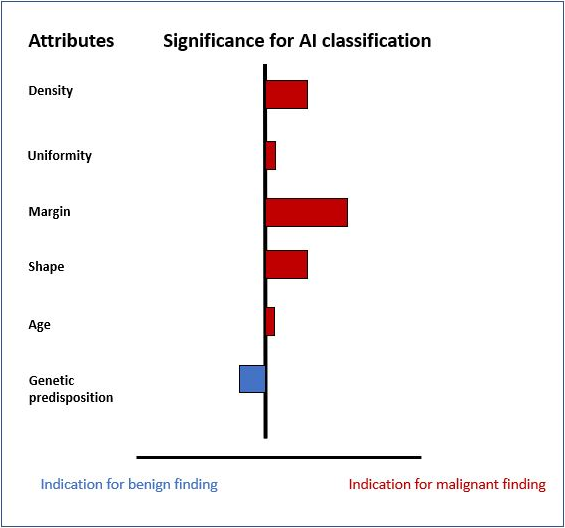 Attributes
Significance for AI classification
Density
Uniformity
Margin
Shape
Age
Genetic
predisposition
Indication for benign finding
Indication for malignant finding